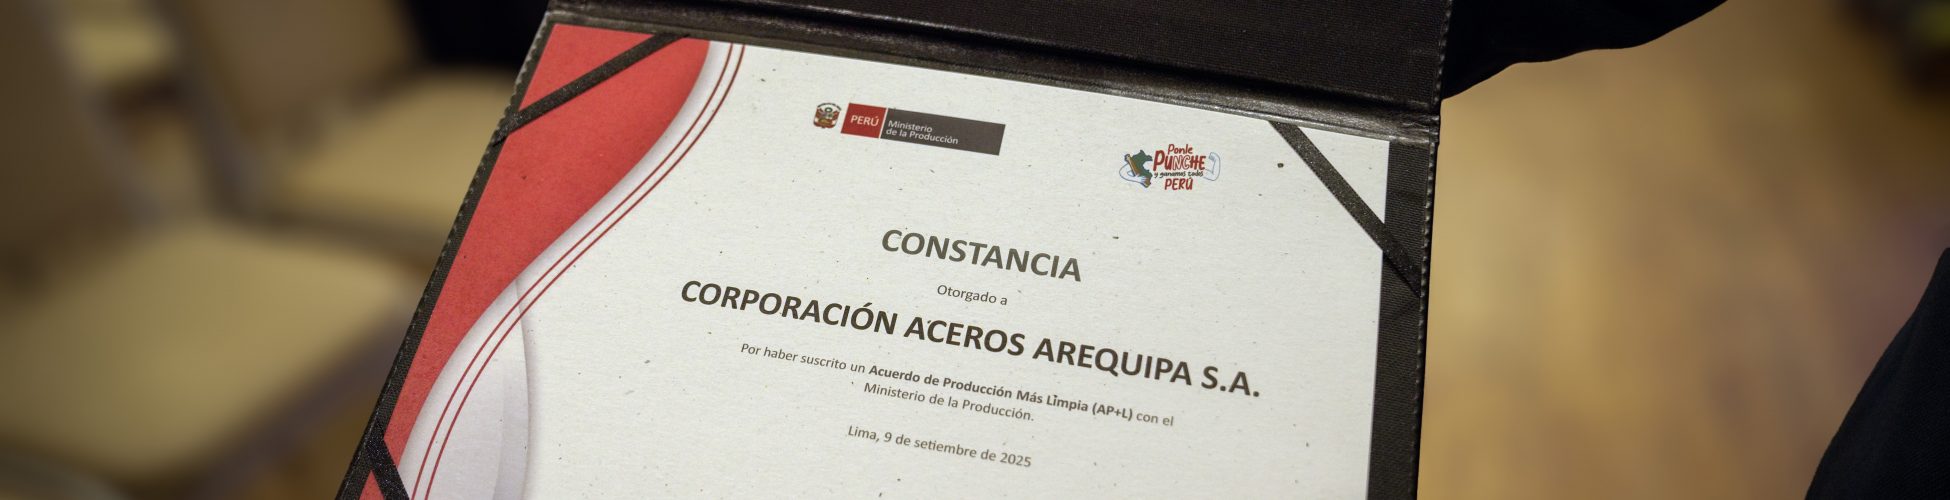 PERÚ
Ministerio
de la Producción
Ponle
PUNCHE
y ganamos todos
PERÚ
CONSTANCIA
Otorgado a
CORPORACIÓN ACEROS AREQUIPA S.A.
Por haber suscrito un Acuerdo de Producción Más Limpia (AP+L) con el
Ministerio de la Producción.
Lima, 9 de setiembre de 2025